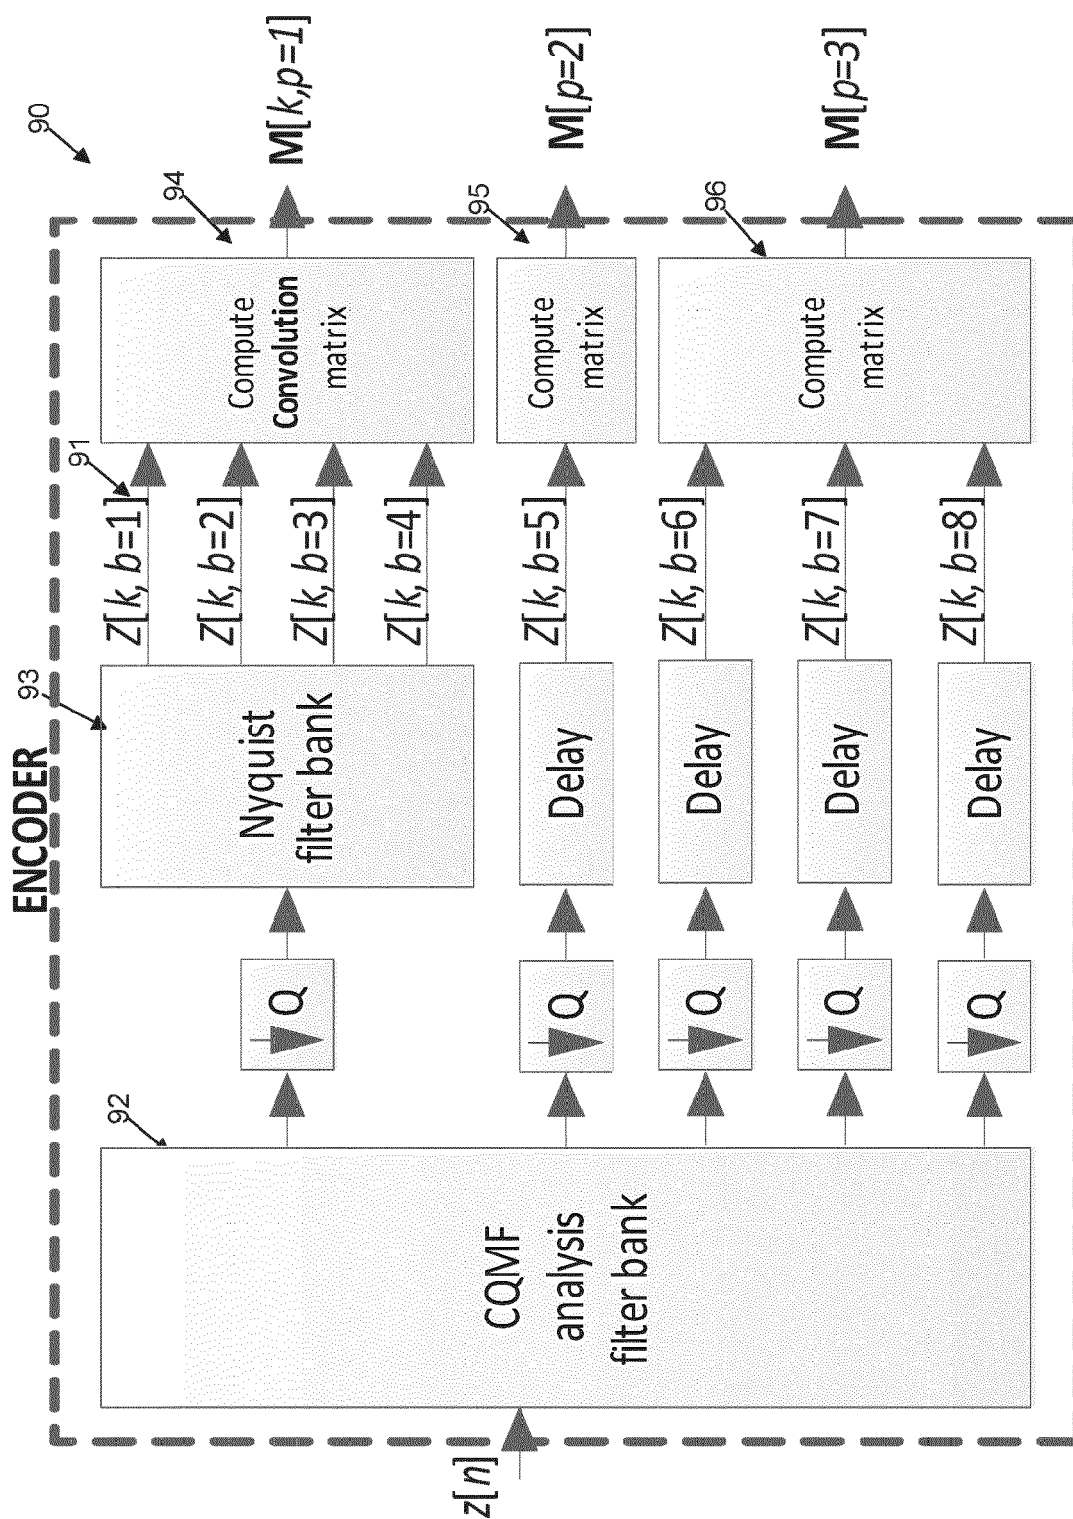 ENCODER
90
z[n]
92
CQMF
analysis
filter bank
Q
Q
Q
Q
Q
93
Nyquist
filter bank
Delay
Delay
Delay
Delay
91
Z[k, b=1]
Z[k, b=2]
Z[k, b=3]
Z[k, b=4]
Z[k, b=5]
Z[k, b=6]
Z[k, b=7]
Z[k, b=8]
94
Compute
Convolution
matrix
95
Compute
matrix
96
Compute
matrix
M[k,p=1]
M[p=2]
M[p=3]